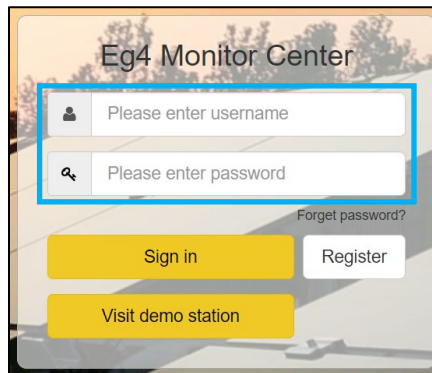 Eg4 Monitor Center
Please enter username
Please enter password
Forget password?
Sign in
Register
Visit demo station